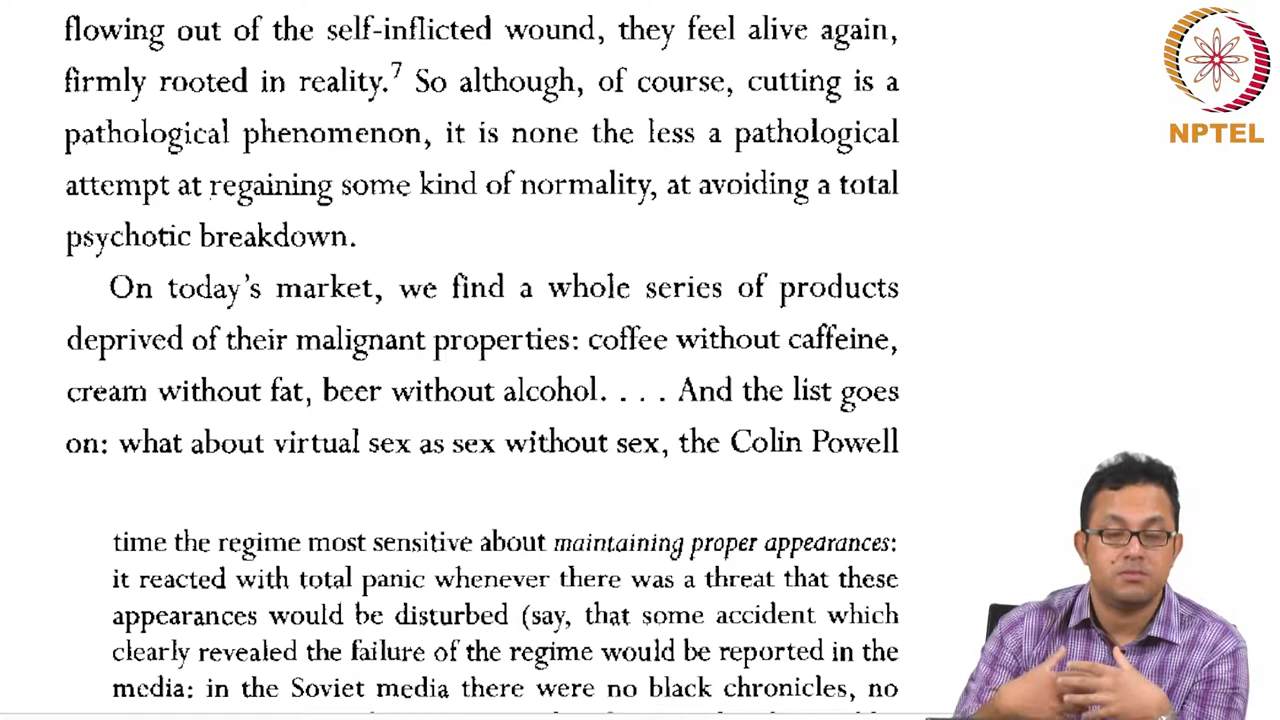 flowing out of the self-inflicted wound, they feel alive again,
firmly rooted in reality.7 So although, of course, cutting is a
pathological phenomenon, it is none the less a pathological
attempt at regaining some kind of normality, at avoiding a total
psychotic breakdown.
On today's market, we find a whole series of products
deprived of their malignant properties: coffee without caffeine,
cream without fat, beer without alcohol. . . . And the list goes
on: what about virtual sex as sex without sex, the Colin Powell
time the regime most sensitive about maintaining proper appearances:
it reacted with total panic whenever there was a threat that these
appearances would be disturbed (say, that some accident which
clearly revealed the failure of the regime would be reported in the
media: in the Soviet media there were no black chronicles, no
NPTEL